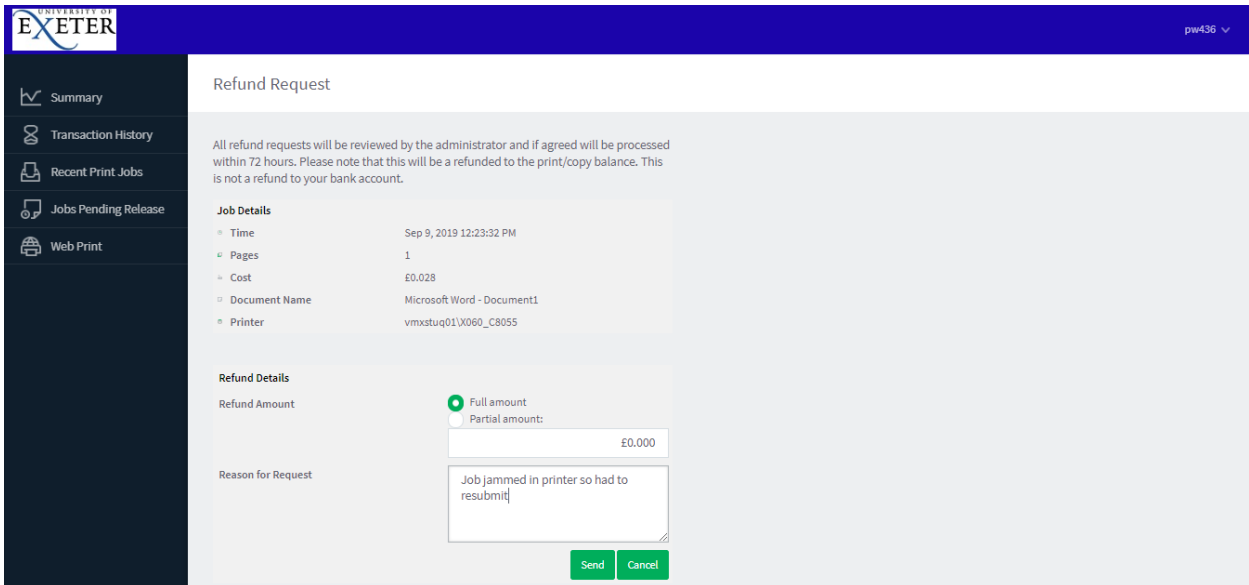 UNIVERSITY OF
EXETER
pw436
Summary
Transaction History
Recent Print Jobs
Jobs Pending Release
Web Print
Refund Request
All refund requests will be reviewed by the administrator and if agreed will be processed
within 72 hours. Please note that this will be a refunded to the print/copy balance. This
is not a refund to your bank account.
Job Details
Time Sep 9, 2019 12:23:32 PM
Pages 1
Cost £0.028
Document Name Microsoft Word - Document1
Printer vmxstuq01\X060_C8055
Refund Details
Refund Amount Full amount
Partial amount:
£0.000
Reason for Request Job jammed in printer so had to
resubmit
Send Cancel